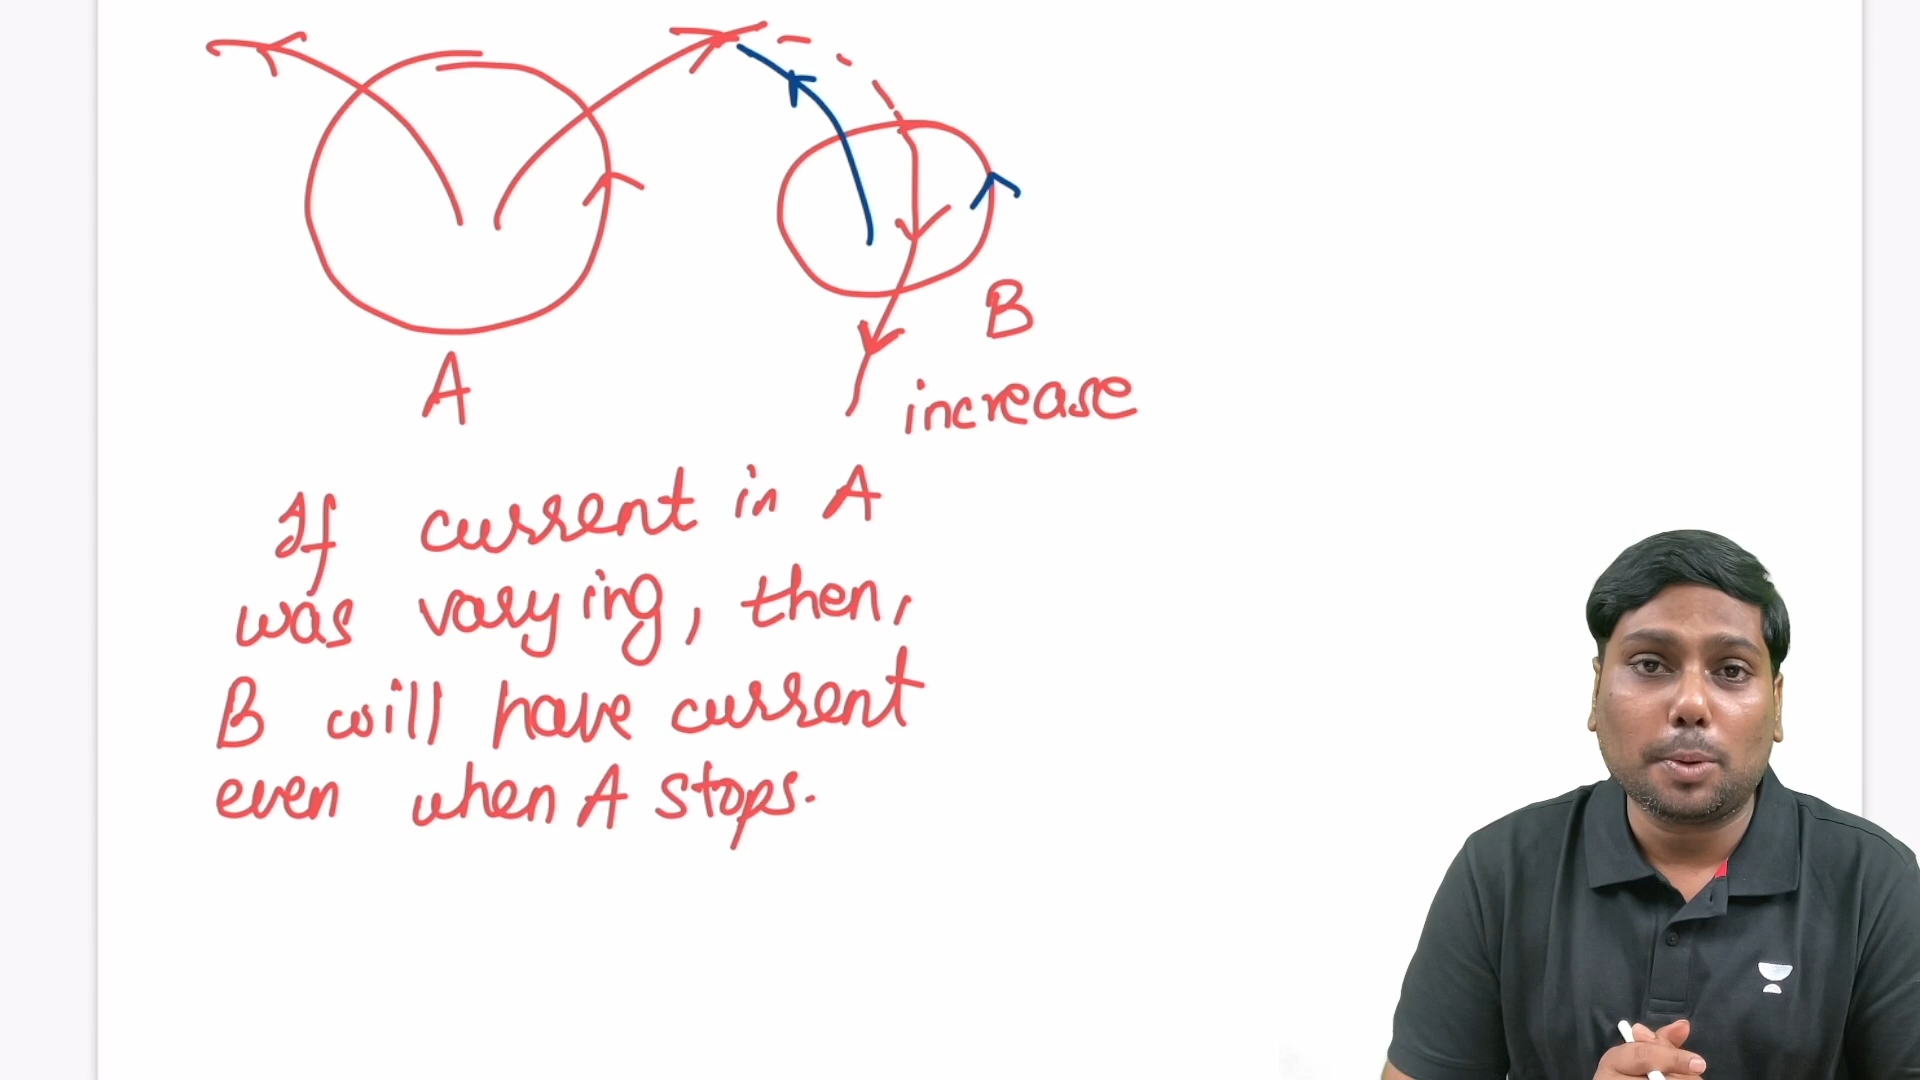 A
B
increase
If current in A
was varying, then,
B will have current
even when A stops.